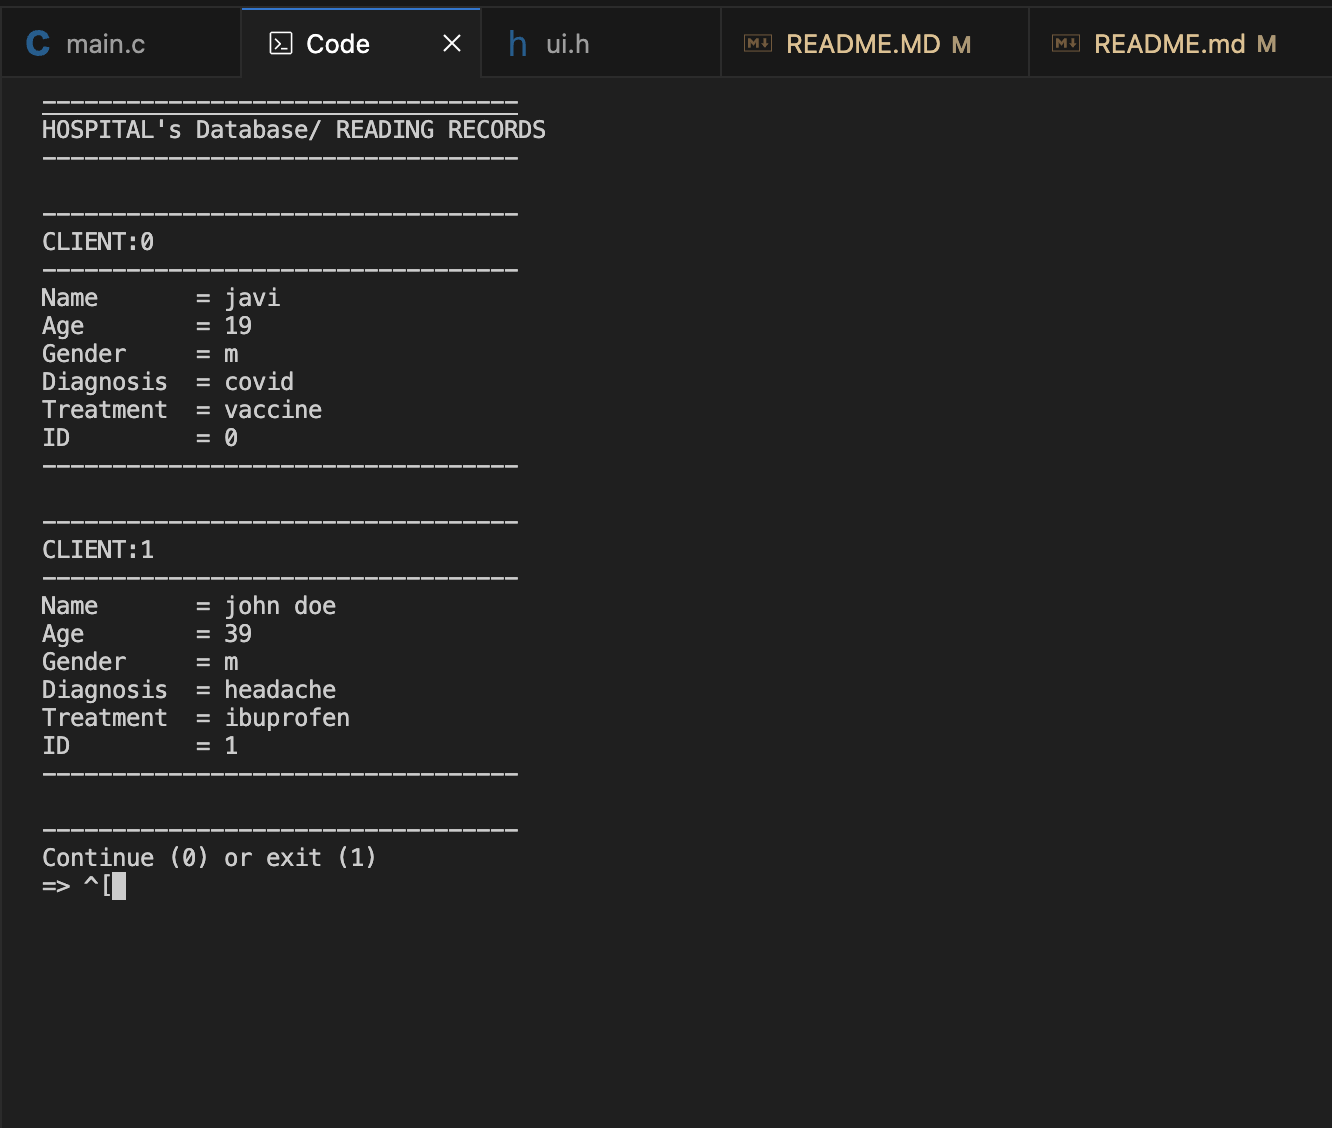 C main.c Code h ui.h README.MD M README.md M
----------------------------------
HOSPITAL's Database/ READING RECORDS
----------------------------------
----------------------------------
CLIENT:0
----------------------------------
Name       = javi
Age        = 19
Gender     = m
Diagnosis  = covid
Treatment  = vaccine
ID         = 0
----------------------------------
----------------------------------
CLIENT:1
----------------------------------
Name       = john doe
Age        = 39
Gender     = m
Diagnosis  = headache
Treatment  = ibuprofen
ID         = 1
----------------------------------
----------------------------------
Continue (0) or exit (1)
=> ^[